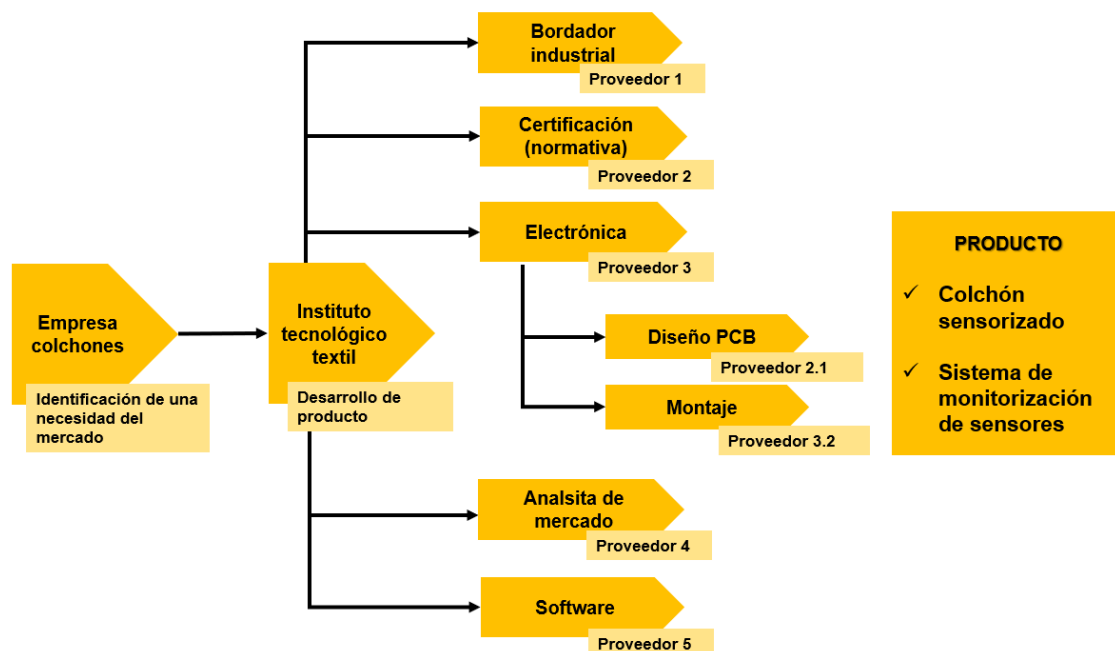 Bordador
industrial
Proveedor 1
Certificación
(normativa)
Proveedor 2
Electrónica
Proveedor 3
Empresa
colchones
Identificación de una
necesidad del
mercado
Instituto
tecnológico
textil
Desarrollo de
producto
Diseño PCB
Proveedor 2.1
Montaje
Proveedor 3.2
Analsita de
mercado
Proveedor 4
Software
Proveedor 5
PRODUCTO
✓ Colchón
sensorizado
✓ Sistema de
monitorización
de sensores